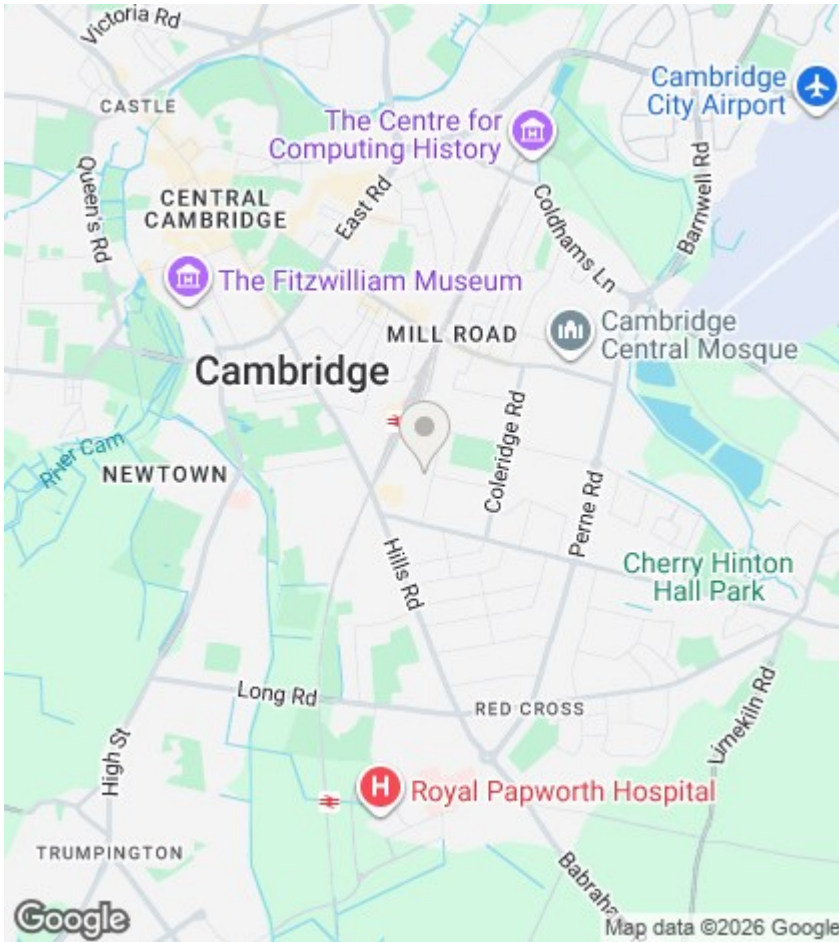 Victoria Rd
CASTLE
Cambridge
City Airport
The Centre for
Computing History
Queen's Rd
CENTRAL
CAMBRIDGE
East Rd
Barnwell Rd
Coldhams Ln
The Fitzwilliam Museum
MILL ROAD
Cambridge
Central Mosque
Cambridge
River Cam
NEWTOWN
Coleridge Rd
Perne Rd
Hills Rd
Cherry Hinton
Hall Park
Long Rd
RED CROSS
Limekiln Rd
High St
H
Royal Papworth Hospital
TRUMPINGTON
Babraha
Google
Map data ©2026 Google